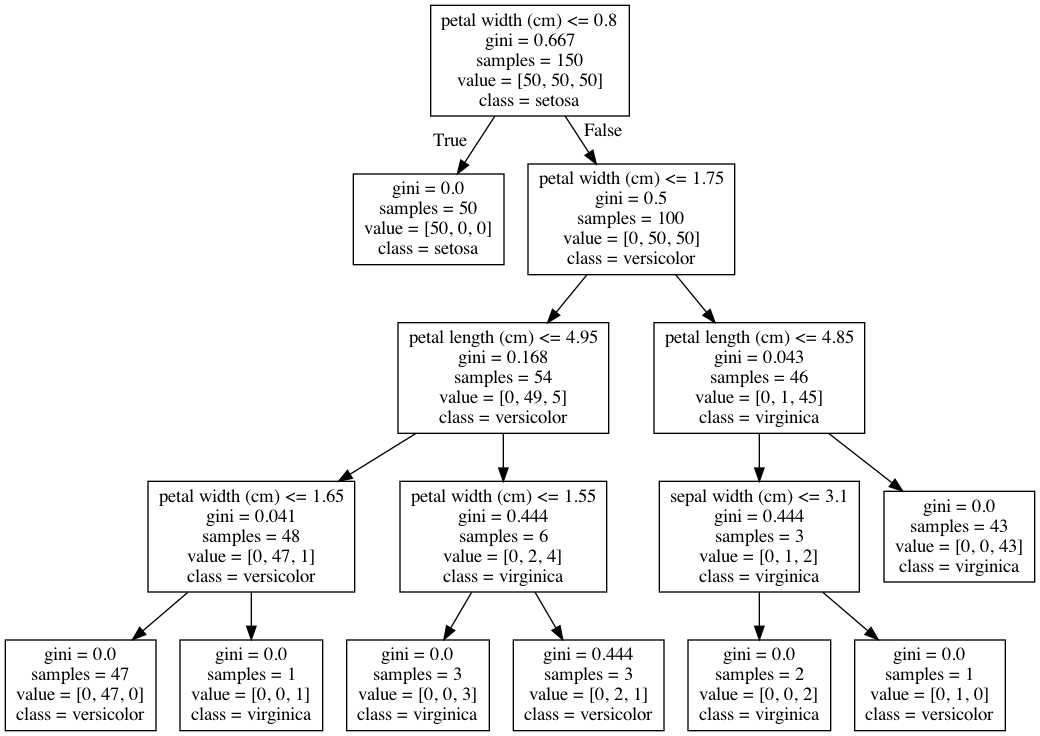 petal width (cm) <= 0.8
gini = 0.667
samples = 150
value = [50, 50, 50]
class = setosa
True
False
gini = 0.0
samples = 50
value = [50, 0, 0]
class = setosa
petal width (cm) <= 1.75
gini = 0.5
samples = 100
value = [0, 50, 50]
class = versicolor
petal length (cm) <= 4.95
gini = 0.168
samples = 54
value = [0, 49, 5]
class = versicolor
petal length (cm) <= 4.85
gini = 0.043
samples = 46
value = [0, 1, 45]
class = virginica
petal width (cm) <= 1.65
gini = 0.041
samples = 48
value = [0, 47, 1]
class = versicolor
petal width (cm) <= 1.55
gini = 0.444
samples = 6
value = [0, 2, 4]
class = virginica
sepal width (cm) <= 3.1
gini = 0.444
samples = 3
value = [0, 1, 2]
class = virginica
gini = 0.0
samples = 43
value = [0, 0, 43]
class = virginica
gini = 0.0
samples = 47
value = [0, 47, 0]
class = versicolor
gini = 0.0
samples = 1
value = [0, 0, 1]
class = virginica
gini = 0.0
samples = 3
value = [0, 0, 3]
class = virginica
gini = 0.444
samples = 3
value = [0, 2, 1]
class = versicolor
gini = 0.0
samples = 2
value = [0, 0, 2]
class = virginica
gini = 0.0
samples = 1
value = [0, 1, 0]
class = versicolor